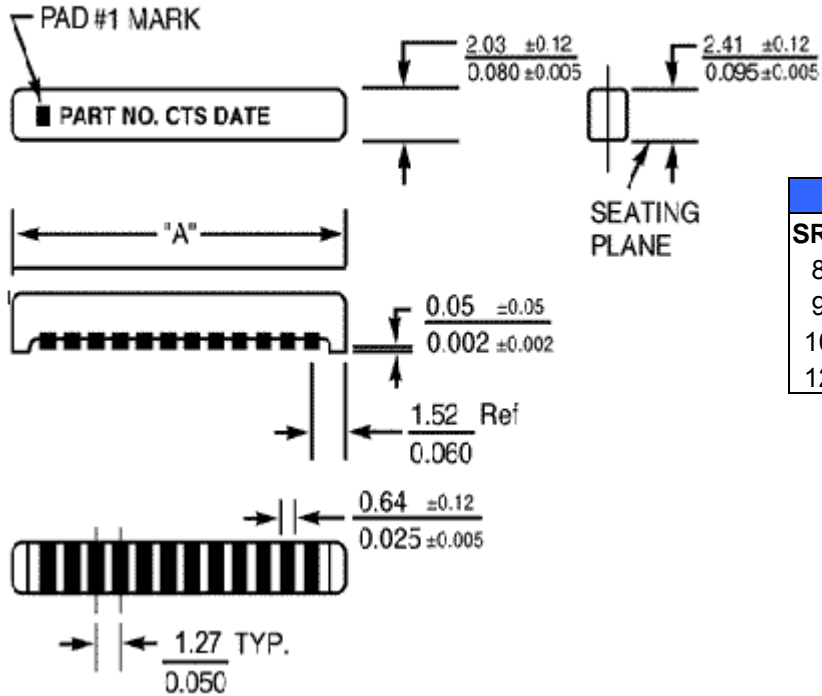 PAD #1 MARK
2.03 ±0.12
0.080 ±0.005
2.41 ±0.12
0.095±0.005
PART NO. CTS DATE
SEATING
PLANE
"A"
SR
8
9
10
12
0.05 ±0.05
0.002 ±0.002
1.52 Ref
0.060
0.64 ±0.12
0.025 ±0.005
1.27 TYP.
0.050